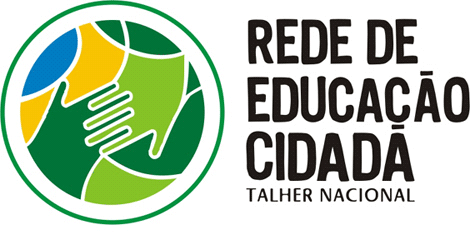 REDE DE
EDUCAÇÃO
CIDADÃ
TALHER NACIONAL